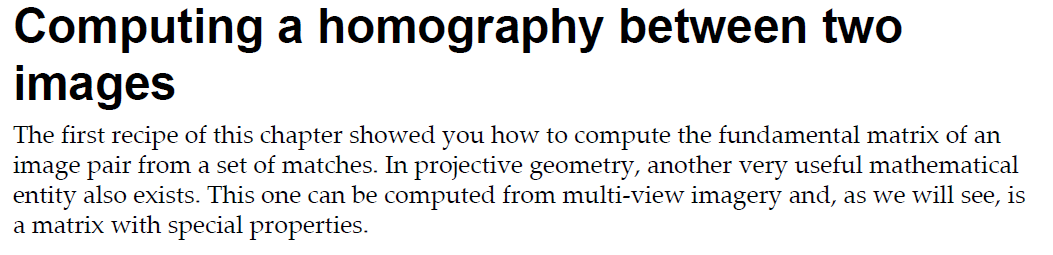 Computing a homography between two
images
The first recipe of this chapter showed you how to compute the fundamental matrix of an
image pair from a set of matches. In projective geometry, another very useful mathematical
entity also exists. This one can be computed from multi-view imagery and, as we will see, is
a matrix with special properties.